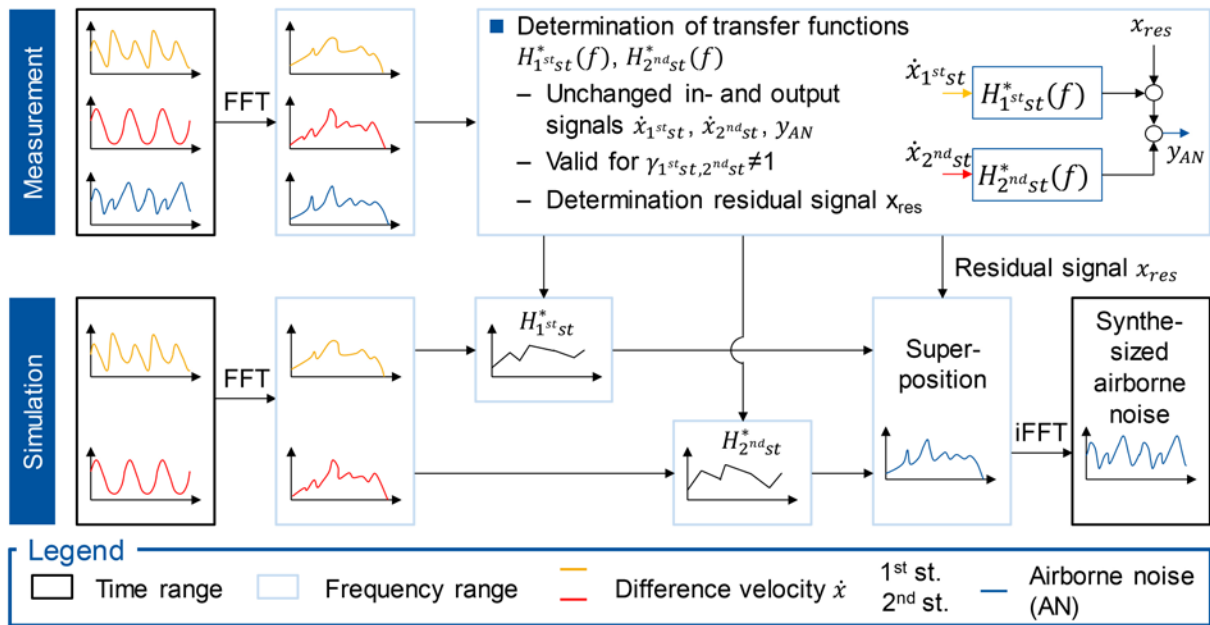 Measurement
FFT
■ Determination of transfer functions
H*1ˢᵗst(f), H*2ⁿᵈst(f)
– Unchanged in- and output
signals ẋ1ˢᵗst, ẋ2ⁿᵈst, yAN
– Valid for γ1ˢᵗst,2ⁿᵈst≠1
– Determination residual signal xres
xres
ẋ1ˢᵗst
H*1ˢᵗst(f)
ẋ2ⁿᵈst
H*2ⁿᵈst(f)
yAN
Residual signal xres
Simulation
FFT
H*1ˢᵗst
H*2ⁿᵈst
Super-
position
iFFT
Synthe-
sized
airborne
noise
Legend
Time range
Frequency range
Difference velocity ẋ
1ˢᵗ st.
2ⁿᵈ st.
Airborne noise
(AN)